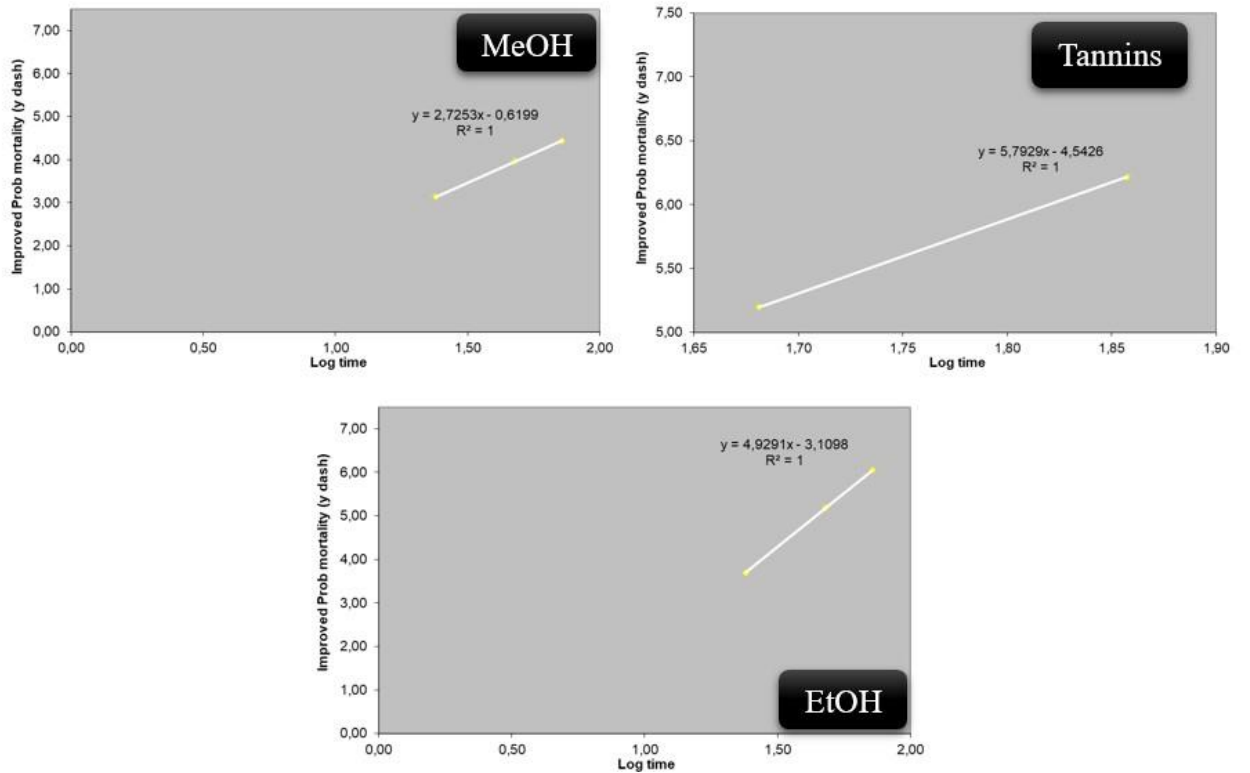 MeOH
Improved Prob mortality (y dash)
7,00
6,00
5,00
4,00
3,00
2,00
1,00
0,00
y = 2,7253x - 0,6199
R² = 1
0,00 0,50 1,00 1,50 2,00
Log time
Tannins
Improved Prob mortality (y dash)
7,50
7,00
6,50
6,00
5,50
5,00
y = 5,7929x - 4,5426
R² = 1
1,65 1,70 1,75 1,80 1,85 1,90
Log time
Improved Prob mortality (y dash)
7,00
6,00
5,00
4,00
3,00
2,00
1,00
0,00
y = 4,9291x - 3,1098
R² = 1
EtOH
0,00 0,50 1,00 1,50 2,00
Log time